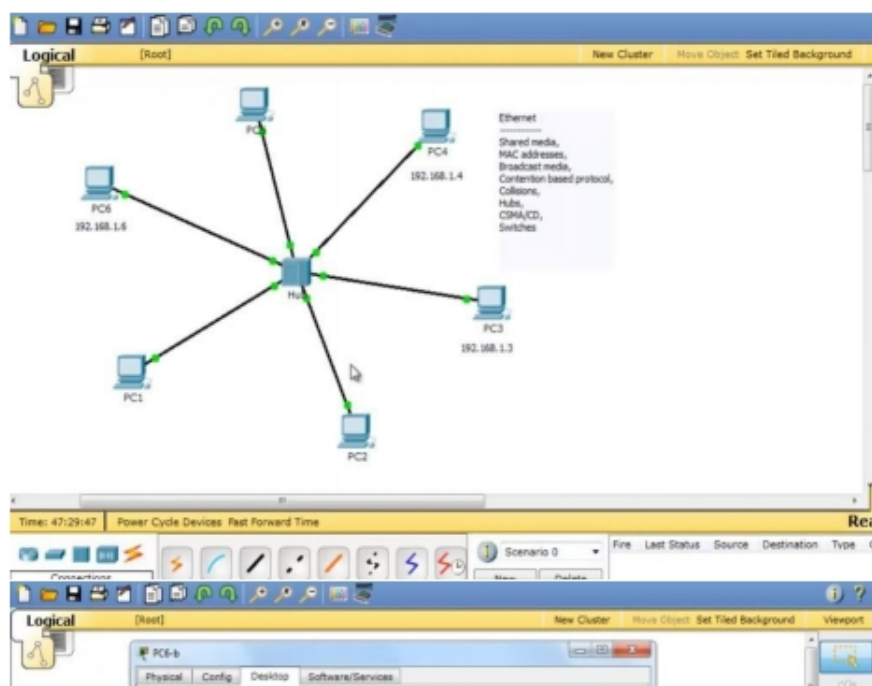 Logical [Root] New Cluster Move Object Set Tiled Background
Ethernet
------------
Shared media,
MAC addresses,
Broadcast media,
Contention based protocol,
Collisions,
Hubs,
CSMA/CD,
Switches
PC4
192.168.1.4
PC6
192.168.1.6
PC3
192.168.1.3
PC1
PC2
Time: 47:29:47 Power Cycle Devices Fast Forward Time
Scenario 0 Fire Last Status Source Destination Type
Connections New Delete
Logical [Root] New Cluster Move Object Set Tiled Background Viewport
PC6-b
Physical Config Desktop Software/Services